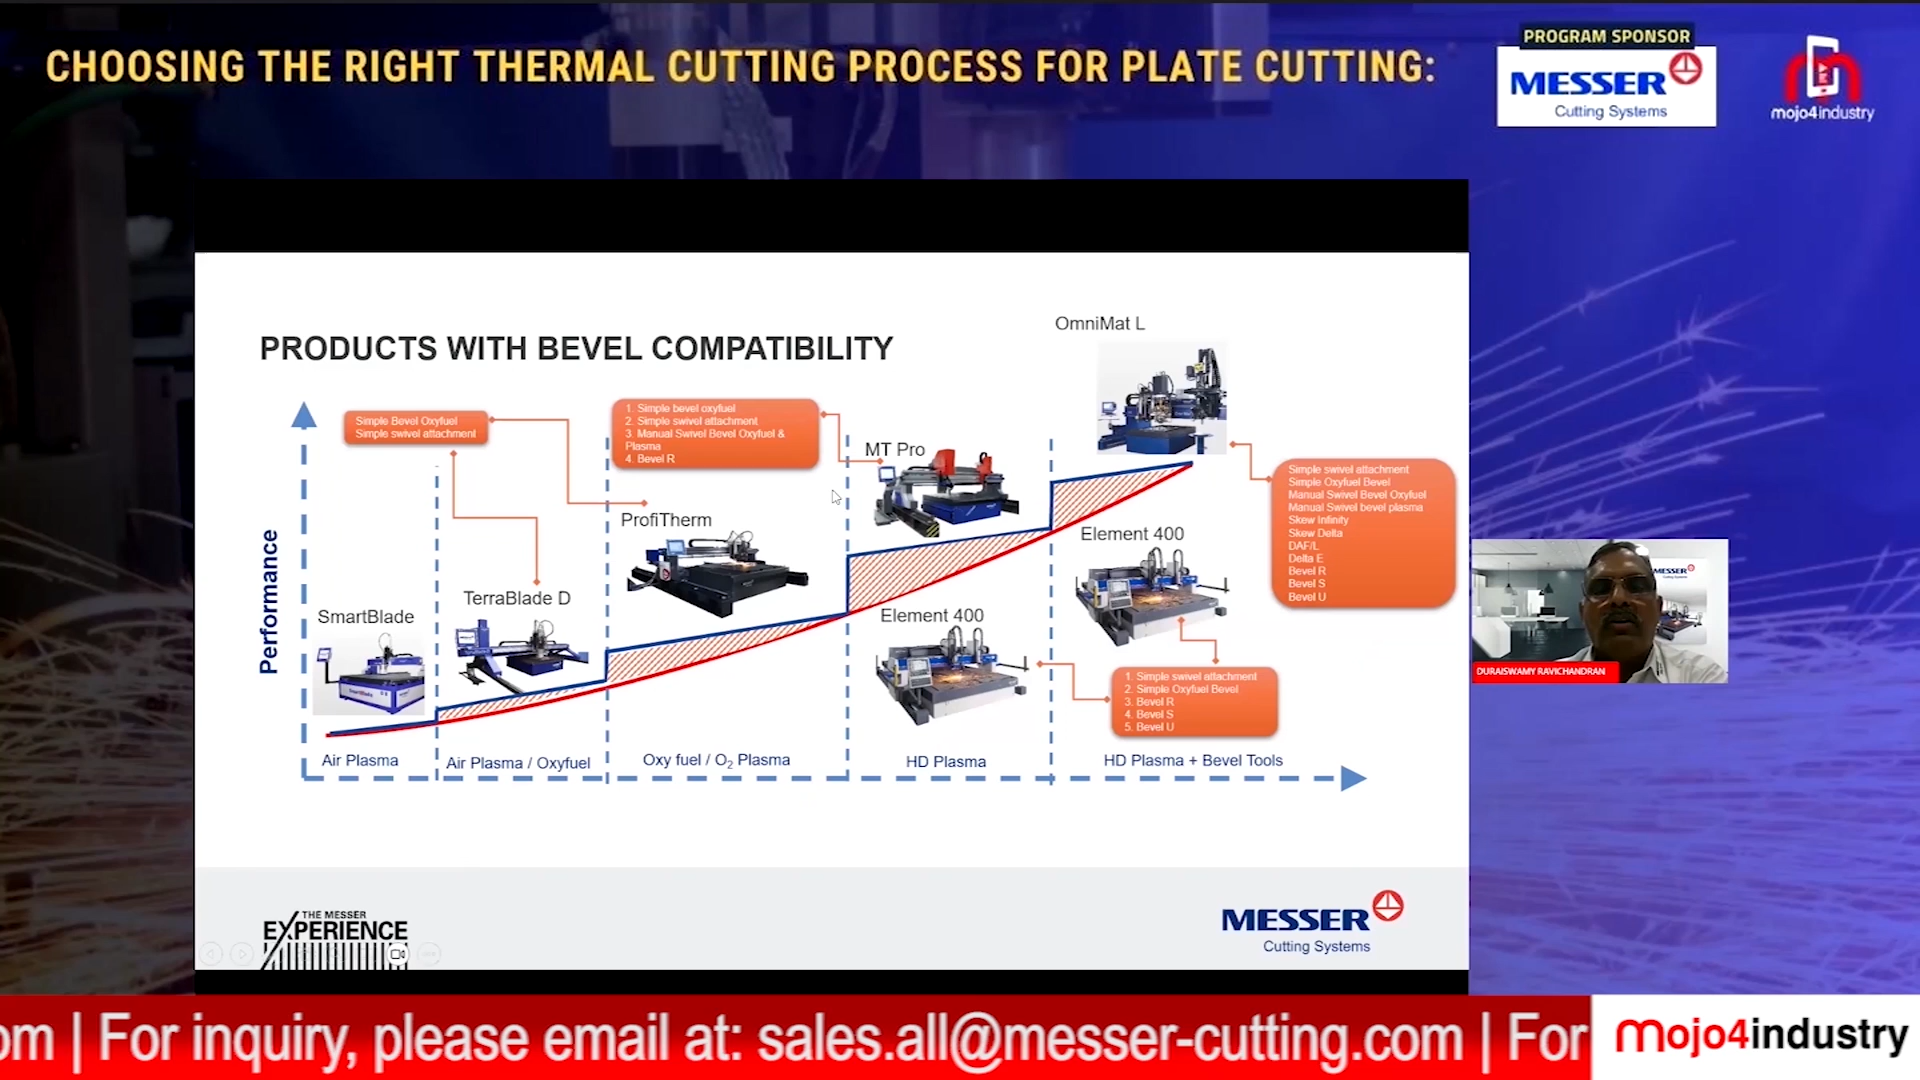 CHOOSING THE RIGHT THERMAL CUTTING PROCESS FOR PLATE CUTTING:
PROGRAM SPONSOR
MESSER
Cutting Systems
mojo4industry
PRODUCTS WITH BEVEL COMPATIBILITY
OmniMat L
Simple Bevel Oxyfuel
Simple swivel attachment
1. Simple bevel oxyfuel
2. Simple swivel attachment
3. Manual Swivel Bevel Oxyfuel &
Plasma
4. Bevel R
MT Pro
Simple swivel attachment
Simple Oxyfuel Bevel
Manual Swivel Bevel Oxyfuel
Manual Swivel bevel plasma
Skew Infinity
Skew Delta
DAF/L
Delta E
Bevel R
Bevel S
Bevel U
Performance
ProfiTherm
Element 400
TerraBlade D
SmartBlade
Element 400
1. Simple swivel attachment
2. Simple Oxyfuel Bevel
3. Bevel R
4. Bevel S
5. Bevel U
SmartBlade
Air Plasma
Air Plasma / Oxyfuel
Oxy fuel / O₂ Plasma
HD Plasma
HD Plasma + Bevel Tools
MESSER
DURAISWAMY RAVICHANDRAN
THE MESSER
EXPERIENCE
MESSER
Cutting Systems
om | For inquiry, please email at: sales.all@messer-cutting.com | For
mojo4industry